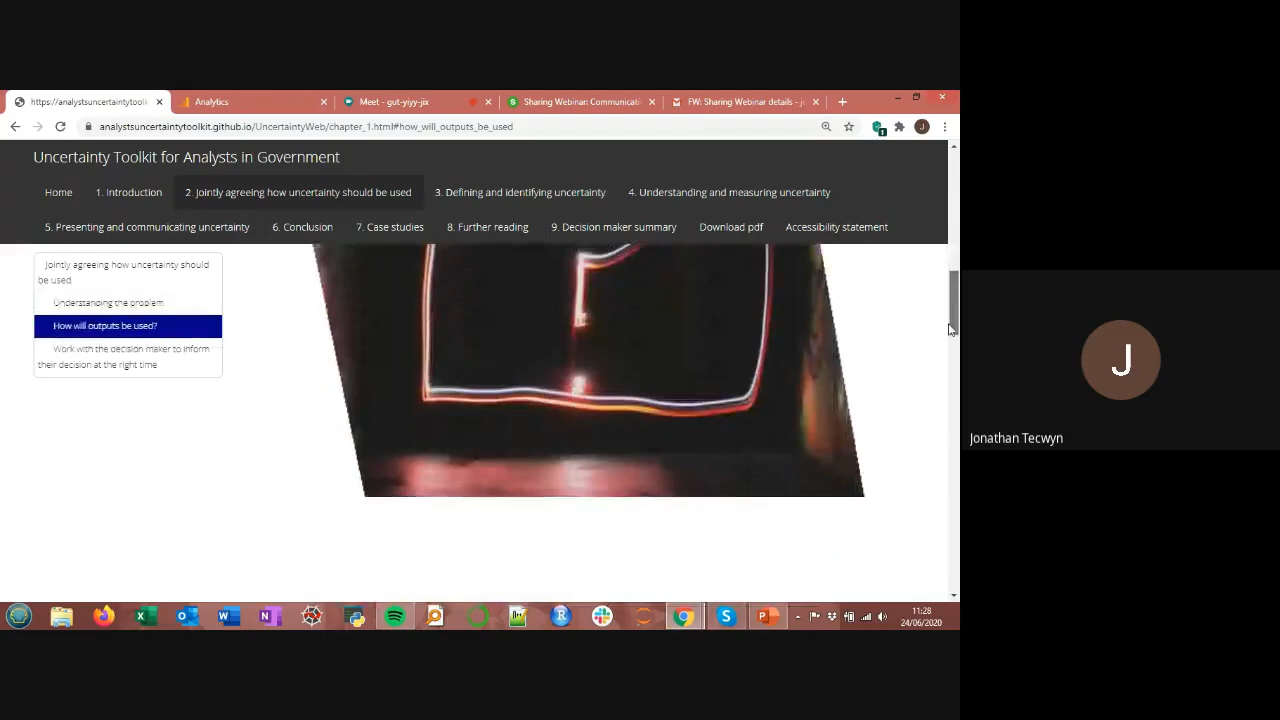 https://analystsuncertaintytoolk
Analytics
Meet - gut-yiyy-jix
Sharing Webinar: Communicatio
FW: Sharing Webinar details - jo
analystsuncertaintytoolkit.github.io/UncertaintyWeb/chapter_1.html#how_will_outputs_be_used
J
Uncertainty Toolkit for Analysts in Government
Home
1. Introduction
2. Jointly agreeing how uncertainty should be used
3. Defining and identifying uncertainty
4. Understanding and measuring uncertainty
5. Presenting and communicating uncertainty
6. Conclusion
7. Case studies
8. Further reading
9. Decision maker summary
Download pdf
Accessibility statement
Jointly agreeing how uncertainty should
be used
Understanding the problem
How will outputs be used?
Work with the decision maker to inform
their decision at the right time
J
Jonathan Tecwyn
11:28
24/06/2020